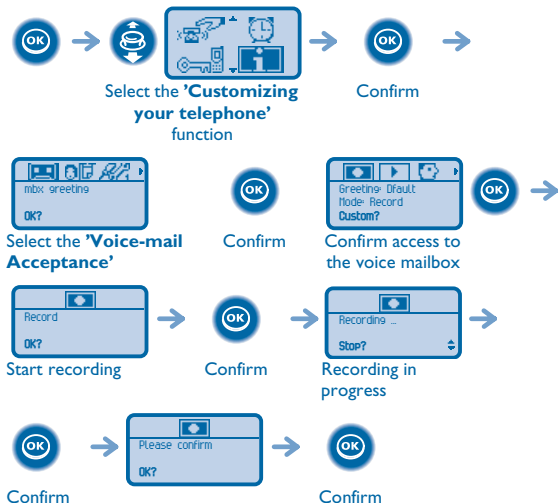 OK
OK
Select the 'Customizing
your telephone'
function
Confirm
mbx greeting
OK?
Select the 'Voice-mail
Acceptance'
OK
Confirm
Greeting: Dfault
Mode: Record
Custom?
Confirm access to
the voice mailbox
OK
Record
OK?
Start recording
OK
Confirm
Recording ...
Stop?
Recording in
progress
OK
Confirm
Please confirm
OK?
OK
Confirm